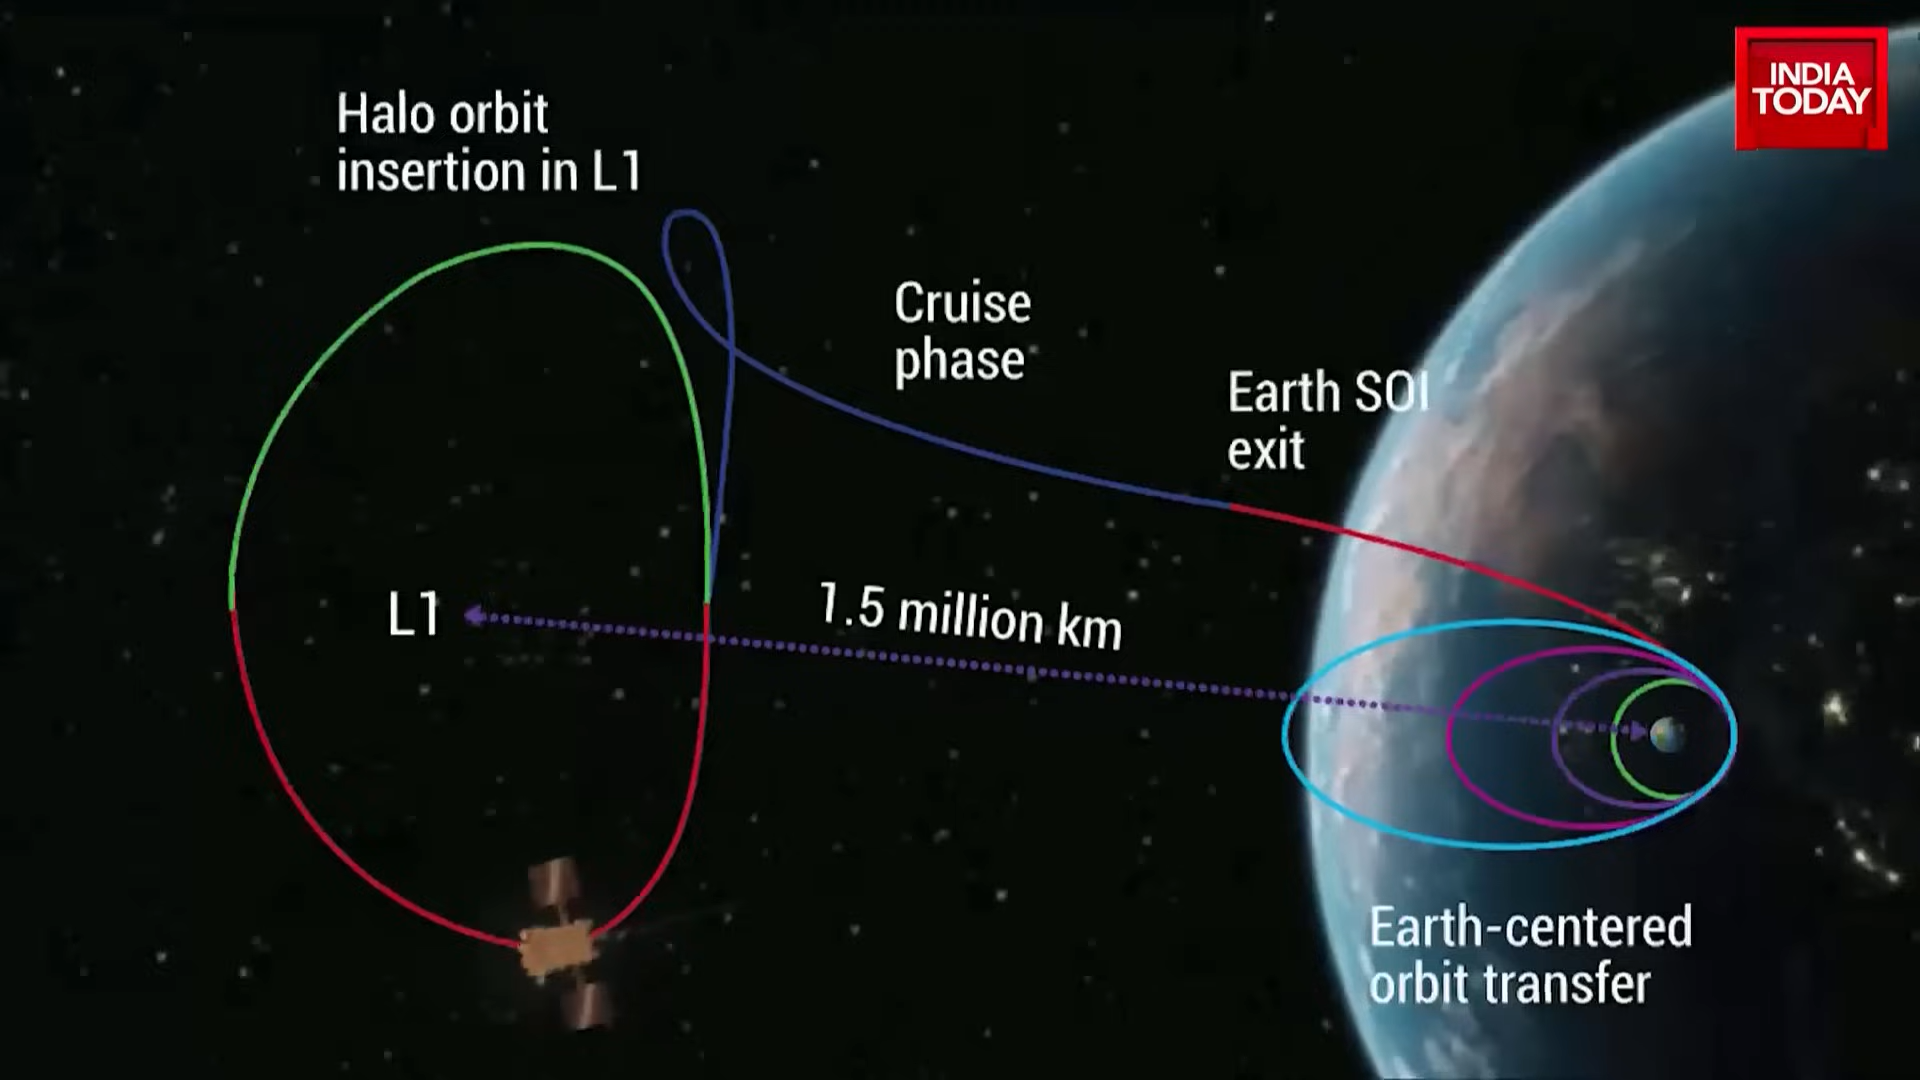 INDIA
TODAY
Halo orbit
insertion in L1
Cruise
phase
Earth SOI
exit
L1
1.5 million km
Earth-centered
orbit transfer